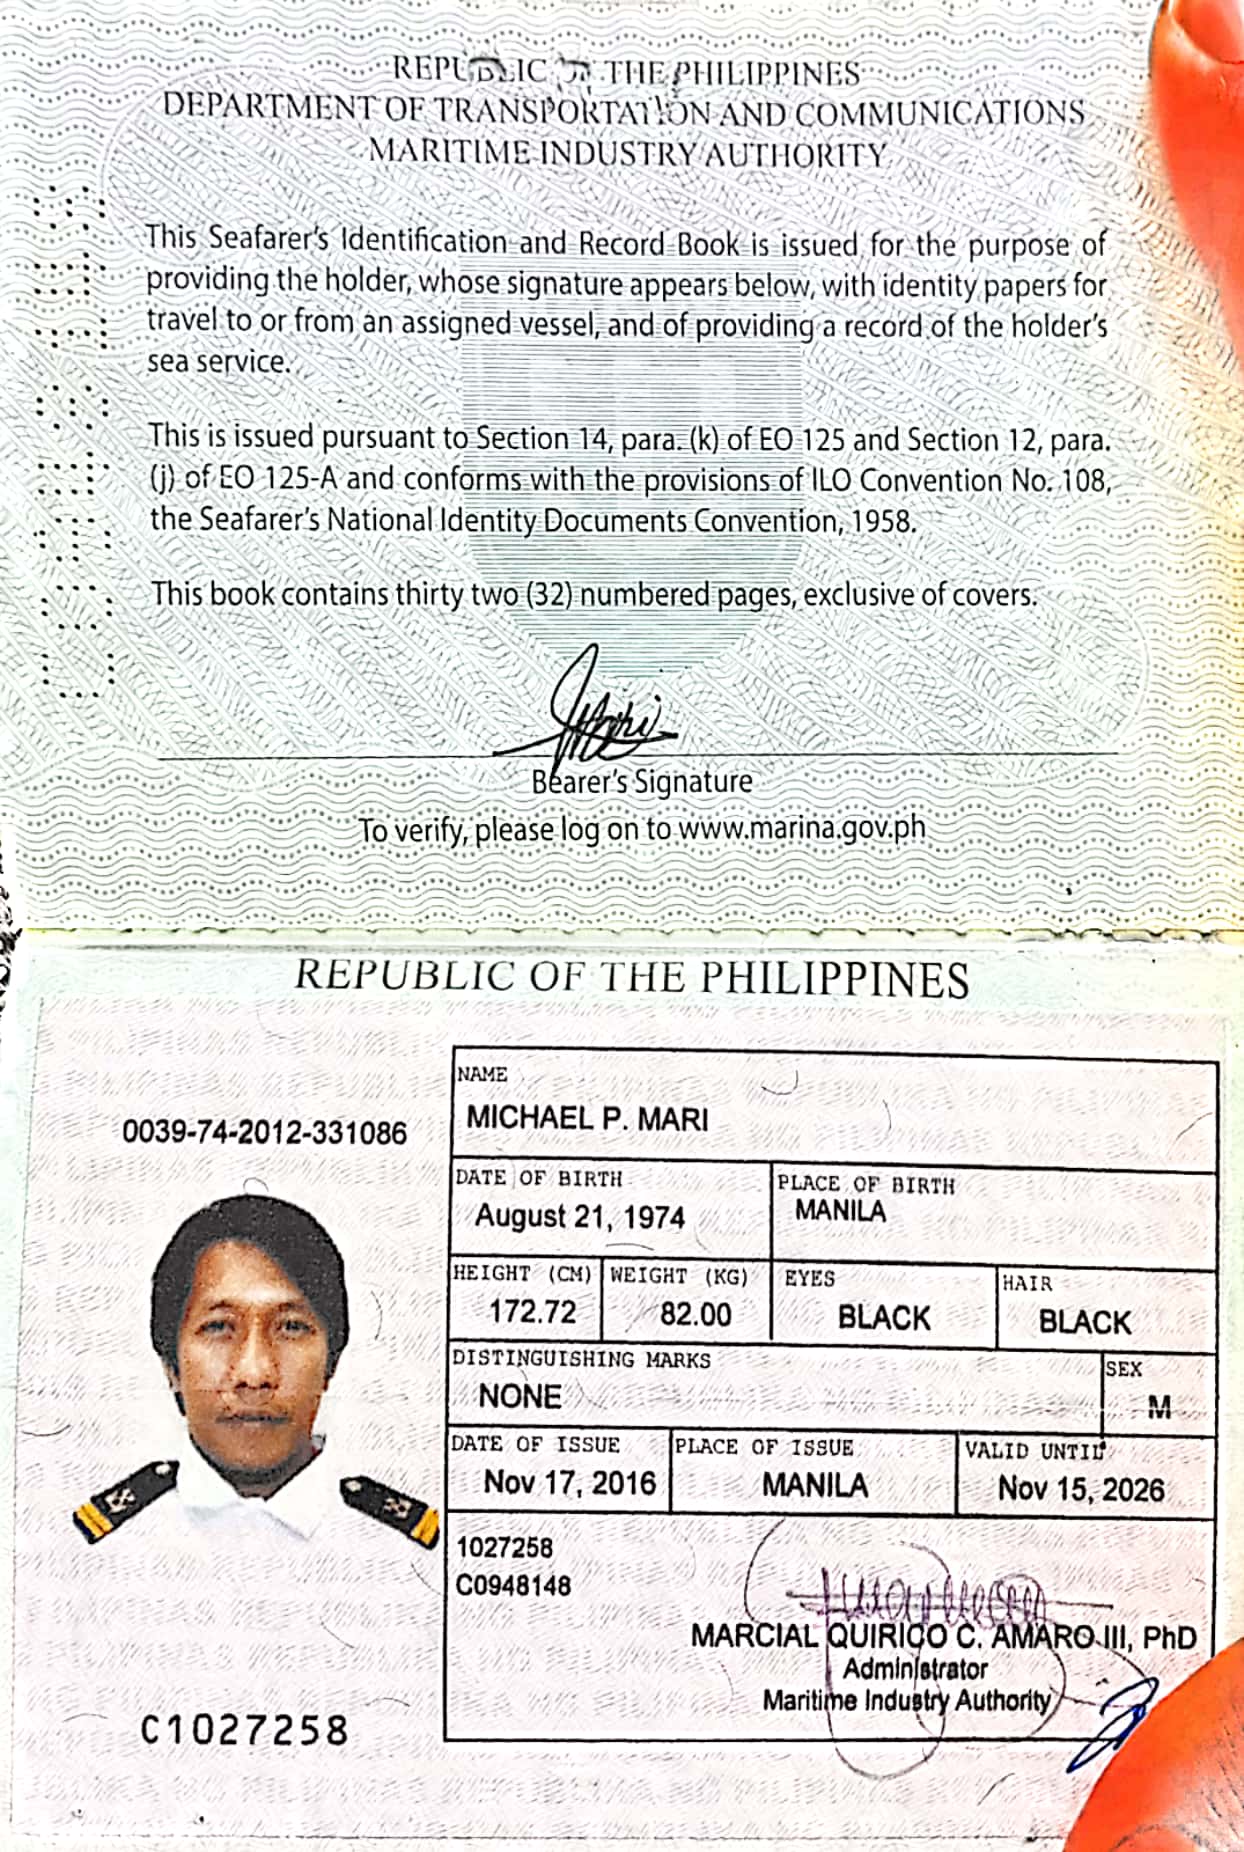 REPUBLIC OF THE PHILIPPINES
DEPARTMENT OF TRANSPORTATION AND COMMUNICATIONS
MARITIME INDUSTRY AUTHORITY
This Seafarer's Identification and Record Book is issued for the purpose of
providing the holder, whose signature appears below, with identity papers for
travel to or from an assigned vessel, and of providing a record of the holder's
sea service.
This is issued pursuant to Section 14, para. (k) of EO 125 and Section 12, para.
(j) of EO 125-A and conforms with the provisions of ILO Convention No. 108,
the Seafarer's National Identity Documents Convention, 1958.
This book contains thirty two (32) numbered pages, exclusive of covers.
Bearer's Signature
To verify, please log on to www.marina.gov.ph
REPUBLIC OF THE PHILIPPINES
0039-74-2012-331086
NAME
MICHAEL P. MARI
DATE OF BIRTH
August 21, 1974
PLACE OF BIRTH
MANILA
HEIGHT (CM)
172.72
WEIGHT (KG)
82.00
EYES
BLACK
HAIR
BLACK
DISTINGUISHING MARKS
NONE
SEX
M
DATE OF ISSUE
Nov 17, 2016
PLACE OF ISSUE
MANILA
VALID UNTIL
Nov 15, 2026
1027258
C0948148
MARCIAL QUIRICO C. AMARO III, PhD
Administrator
Maritime Industry Authority
C1027258